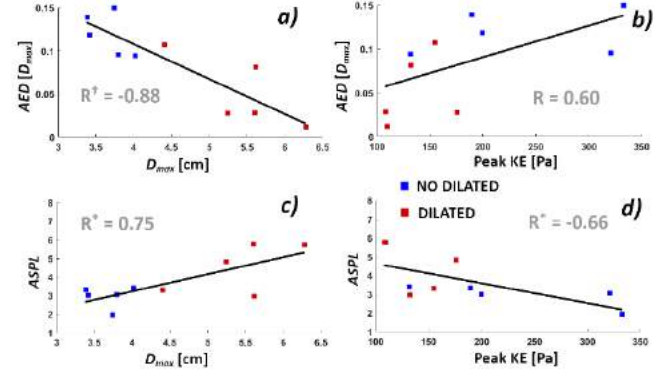 a)
AED [Dmax]
0.15
0.1
0.05
0
R† = -0.88
3 3.5 4 4.5 5 5.5 6 6.5
Dmax [cm]
b)
AED [Dmax]
0.15
0.1
0.05
0
R = 0.60
100 150 200 250 300 350
Peak KE [Pa]
c)
ASPL
8
7
6
5
4
3
2
1
R* = 0.75
3 3.5 4 4.5 5 5.5 6 6.5
Dmax [cm]
NO DILATED
DILATED
d)
ASPL
8
7
6
5
4
3
2
1
R* = -0.66
100 150 200 250 300 350
Peak KE [Pa]